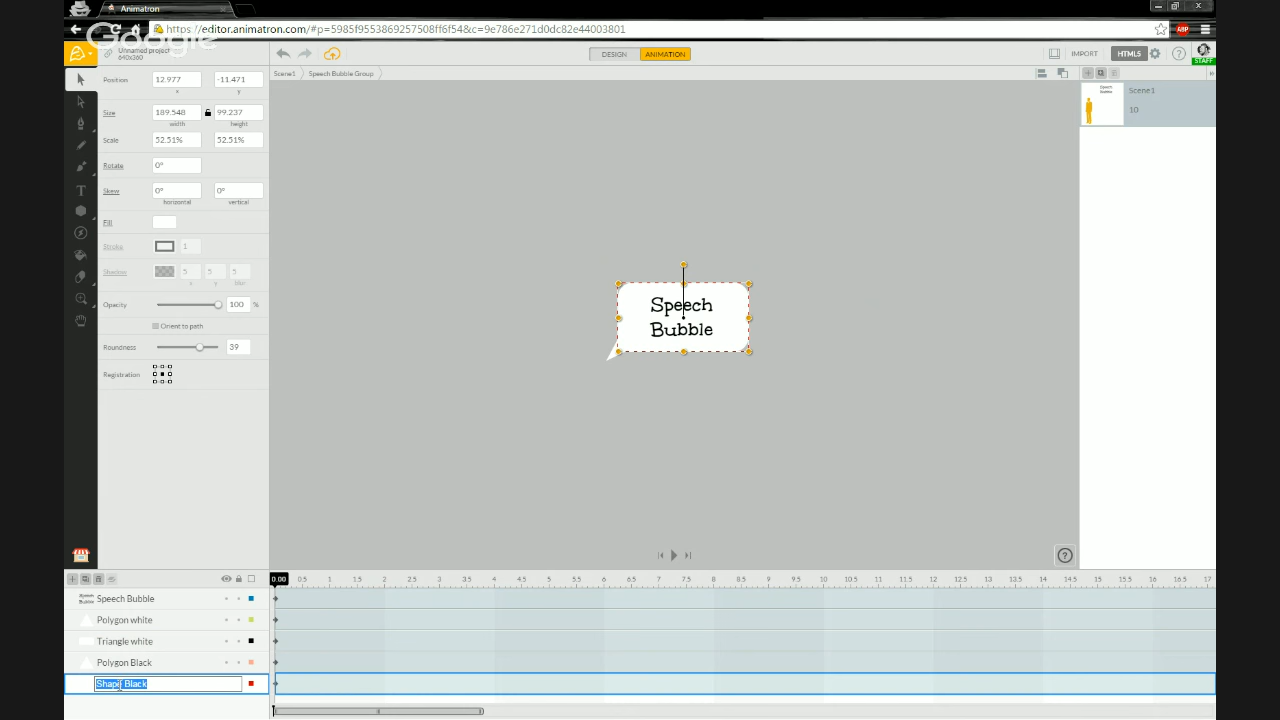 Animatron
https://editor.animatron.com/#p=5985f9553869257508ff6f54&c=9e786e271d0dc82e44003801
Google
Unnamed project
640x360
DESIGN
ANIMATION
IMPORT
HTML5
STAFF
Scene1
Speech Bubble Group
Position
12.977
-11.471
x
y
Size
189.548
99.237
width
height
Scale
52.51%
52.51%
Rotate
0°
Skew
0°
0°
horizontal
vertical
Fill
Stroke
1
Shadow
5
5
5
x
y
blur
Opacity
100
%
Orient to path
Roundness
39
Registration
Speech
Bubble
Speech
Bubble
Scene1
10
0.00
0.5 1 1.5 2 2.5 3 3.5 4 4.5 5 5.5 6 6.5 7 7.5 8 8.5 9 9.5 10 10.5 11 11.5 12 12.5 13 13.5 14 14.5 15 15.5 16 16.5 17
Speech Bubble
Polygon white
Triangle white
Polygon Black